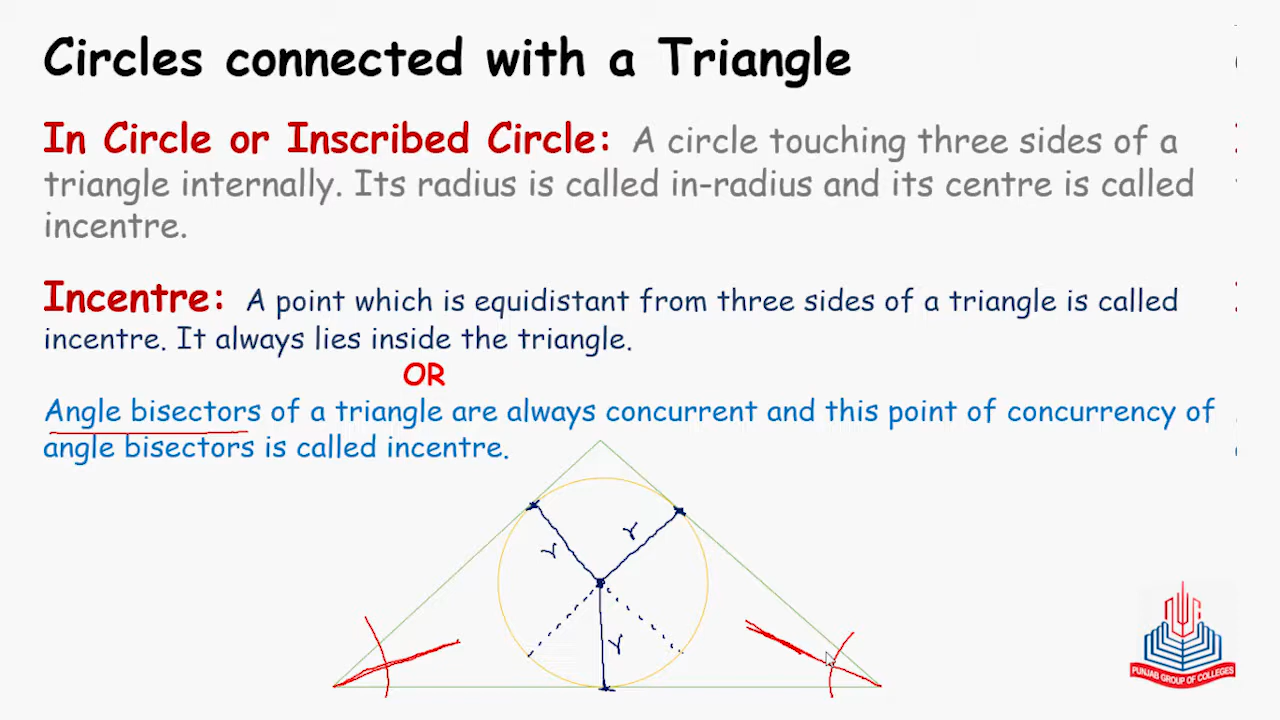 Circles connected with a Triangle
In Circle or Inscribed Circle: A circle touching three sides of a
triangle internally. Its radius is called in-radius and its centre is called
incentre.
Incentre: A point which is equidistant from three sides of a triangle is called
incentre. It always lies inside the triangle.
OR
Angle bisectors of a triangle are always concurrent and this point of concurrency of
angle bisectors is called incentre.
r
r
r
PUNJAB GROUP OF COLLEGES